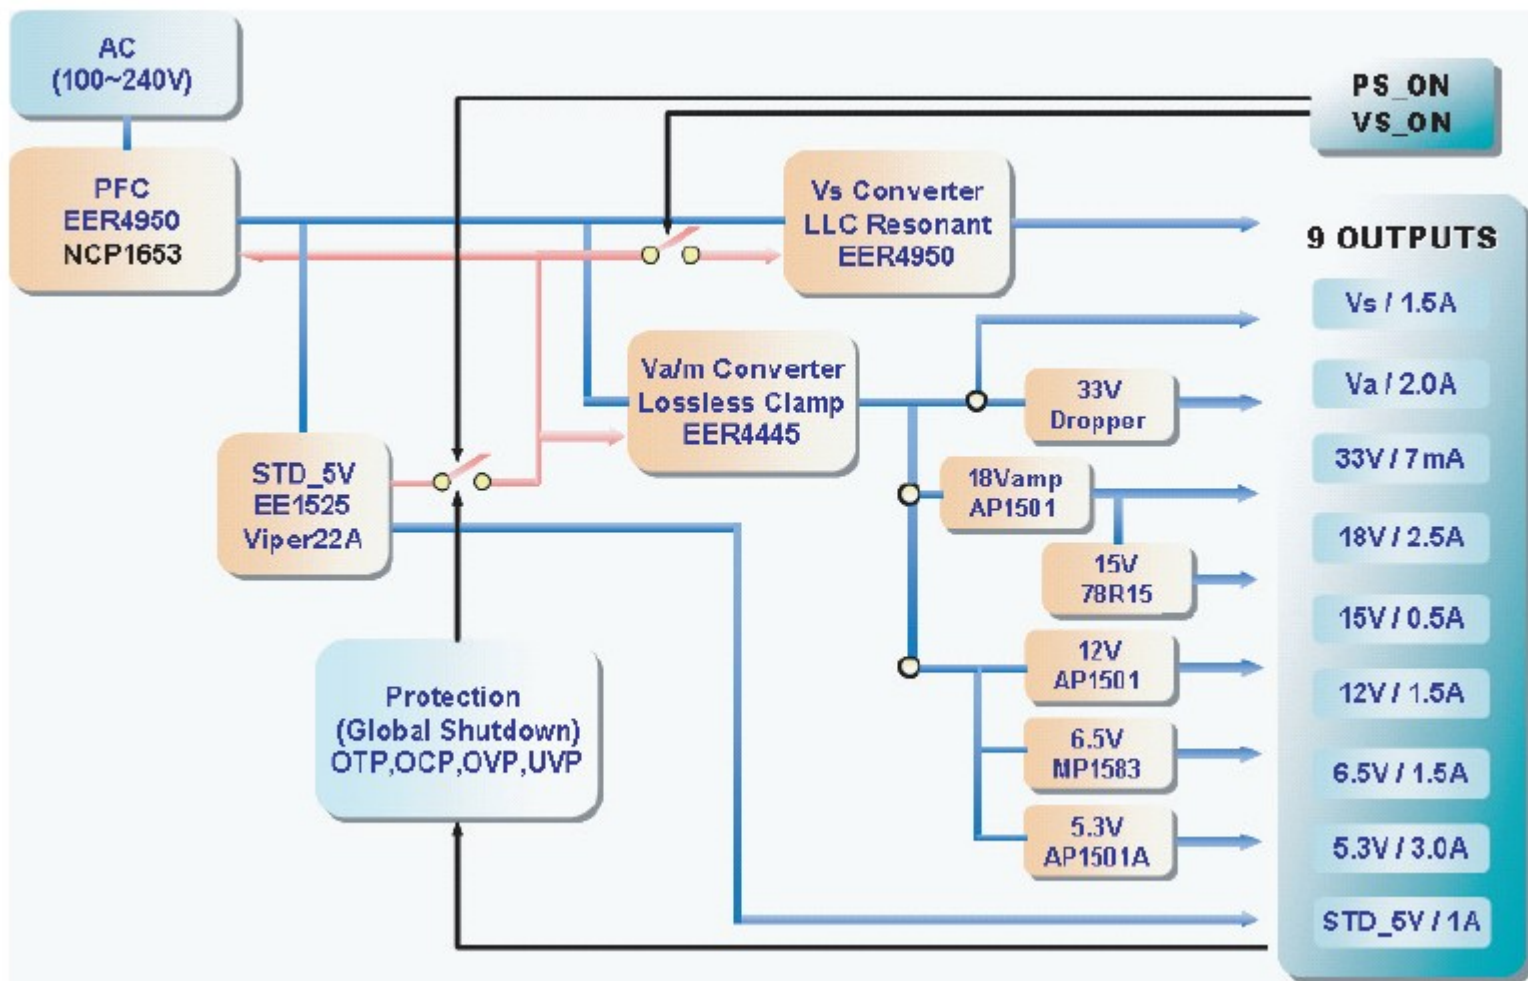 AC
(100~240V)
PS_ON
VS_ON
PFC
EER4950
NCP1653
Vs Converter
LLC Resonant
EER4950
9 OUTPUTS
Vs / 1.5A
Va/m Converter
Lossless Clamp
EER4445
33V
Dropper
Va / 2.0A
STD_5V
EE1525
Viper22A
18Vamp
AP1501
33V / 7mA
15V
78R15
18V / 2.5A
Protection
(Global Shutdown)
OTP,OCP,OVP,UVP
12V
AP1501
15V / 0.5A
6.5V
MP1583
12V / 1.5A
5.3V
AP1501A
6.5V / 1.5A
5.3V / 3.0A
STD_5V / 1A